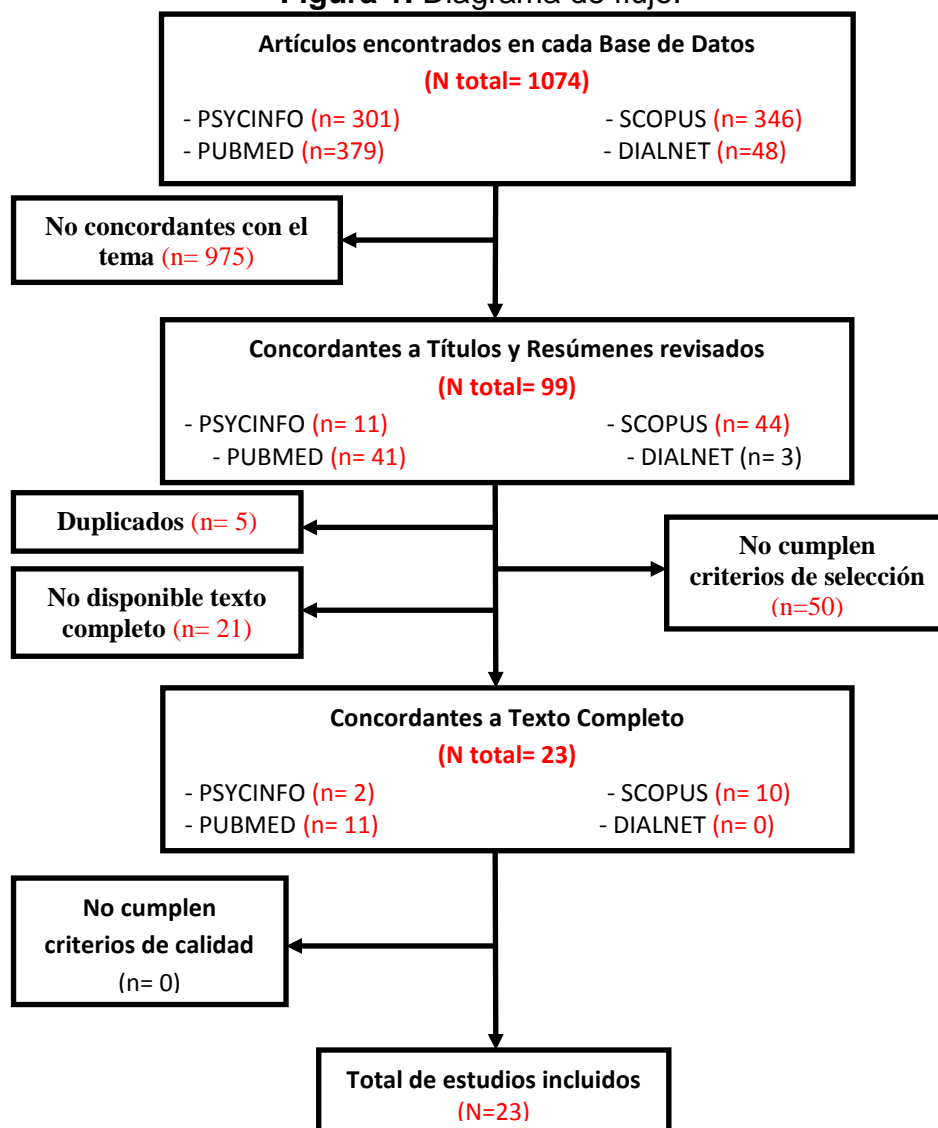 Figura 1. Diagrama de flujo.
Artículos encontrados en cada Base de Datos
(N total= 1074)
- PSYCINFO (n= 301) - SCOPUS (n= 346)
- PUBMED (n=379) - DIALNET (n=48)
No concordantes con el
tema (n= 975)
Concordantes a Títulos y Resúmenes revisados
(N total= 99)
- PSYCINFO (n= 11) - SCOPUS (n= 44)
- PUBMED (n= 41) - DIALNET (n= 3)
Duplicados (n= 5)
No cumplen
criterios de selección
(n=50)
No disponible texto
completo (n= 21)
Concordantes a Texto Completo
(N total= 23)
- PSYCINFO (n= 2) - SCOPUS (n= 10)
- PUBMED (n= 11) - DIALNET (n= 0)
No cumplen
criterios de calidad
(n= 0)
Total de estudios incluidos
(N=23)